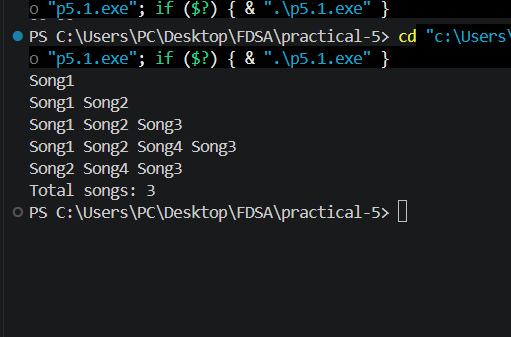 o "p5.1.exe"; if ($?) { & ".\p5.1.exe" }
PS C:\Users\PC\Desktop\FDSA\practical-5> cd "c:\Users\
o "p5.1.exe"; if ($?) { & ".\p5.1.exe" }
Song1
Song1 Song2
Song1 Song2 Song3
Song1 Song2 Song4 Song3
Song2 Song4 Song3
Total songs: 3
PS C:\Users\PC\Desktop\FDSA\practical-5>